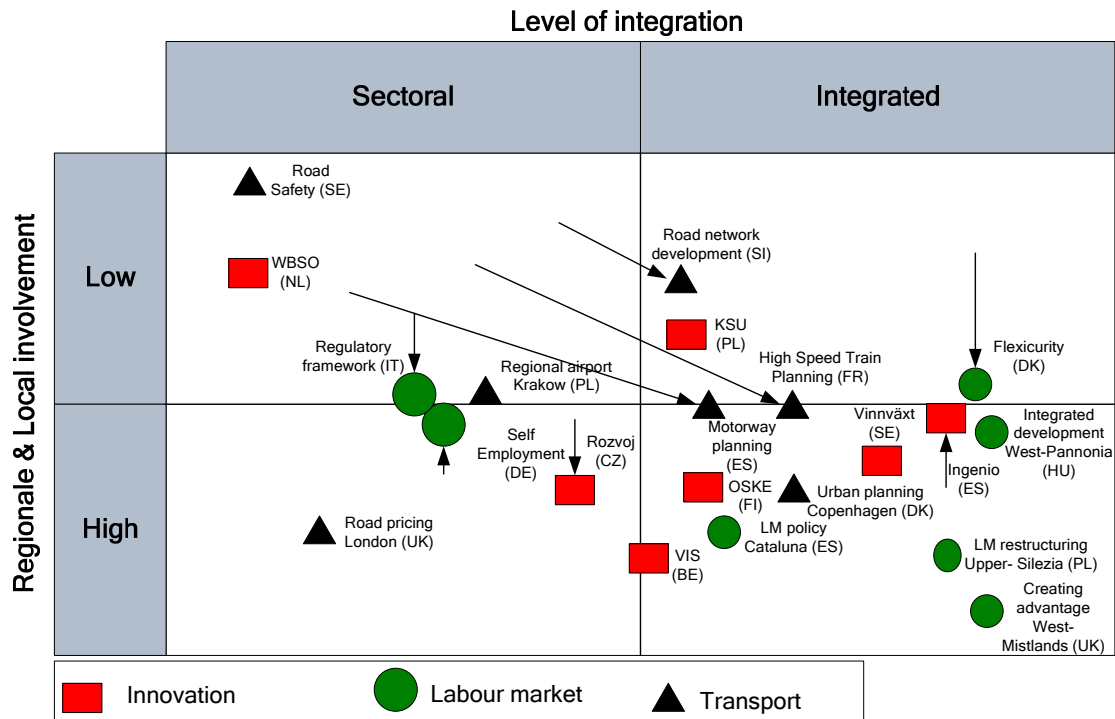 Level of integration
Sectoral
Integrated
Regionale & Local involvement
Low
High
Road
Safety (SE)
WBSO
(NL)
Regulatory
framework (IT)
Regional airport
Krakow (PL)
Road network
development (SI)
KSU
(PL)
High Speed Train
Planning (FR)
Flexicurity
(DK)
Self
Employment
(DE)
Rozvoj
(CZ)
Road pricing
London (UK)
Motorway
planning
(ES)
OSKE
(FI)
VIS
(BE)
LM policy
Cataluna (ES)
Urban planning
Copenhagen (DK)
Vinnväxt
(SE)
Ingenio
(ES)
Integrated
development
West-Pannonia
(HU)
LM restructuring
Upper- Silezia (PL)
Creating
advantage
West-
Mistlands (UK)
Innovation
Labour market
Transport